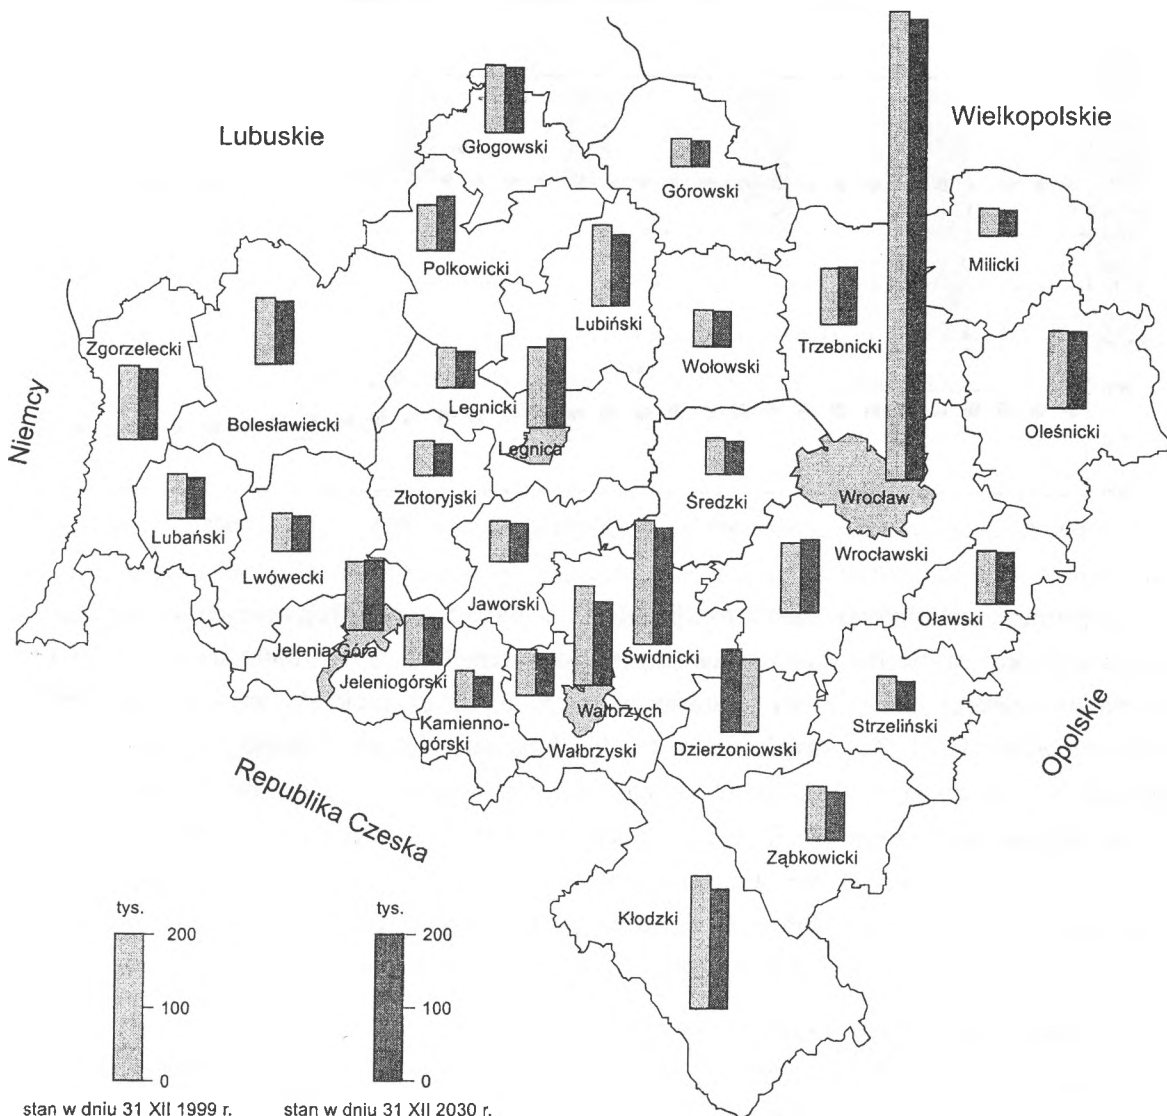 Lubuskie
Wielkopolskie
Głogowski
Górowski
Milicki
Polkowicki
Lubiński
Wołowski
Trzebnicki
Zgorzelecki
Niemcy
Bolesławiecki
Legnicki
Legnica
Oleśnicki
Złotoryjski
Średzki
Wrocław
Lubański
Lwówecki
Jaworski
Wrocławski
Oławski
Jelenia Góra
Jeleniogórski
Świdnicki
Kamienno-
górski
Wałbrzych
Wałbrzyski
Dzierżoniowski
Strzeliński
Opolskie
Republika Czeska
Ząbkowicki
Kłodzki
tys.
200
100
0
stan w dniu 31 XII 1999 r.
tys.
200
100
0
stan w dniu 31 XII 2030 r.